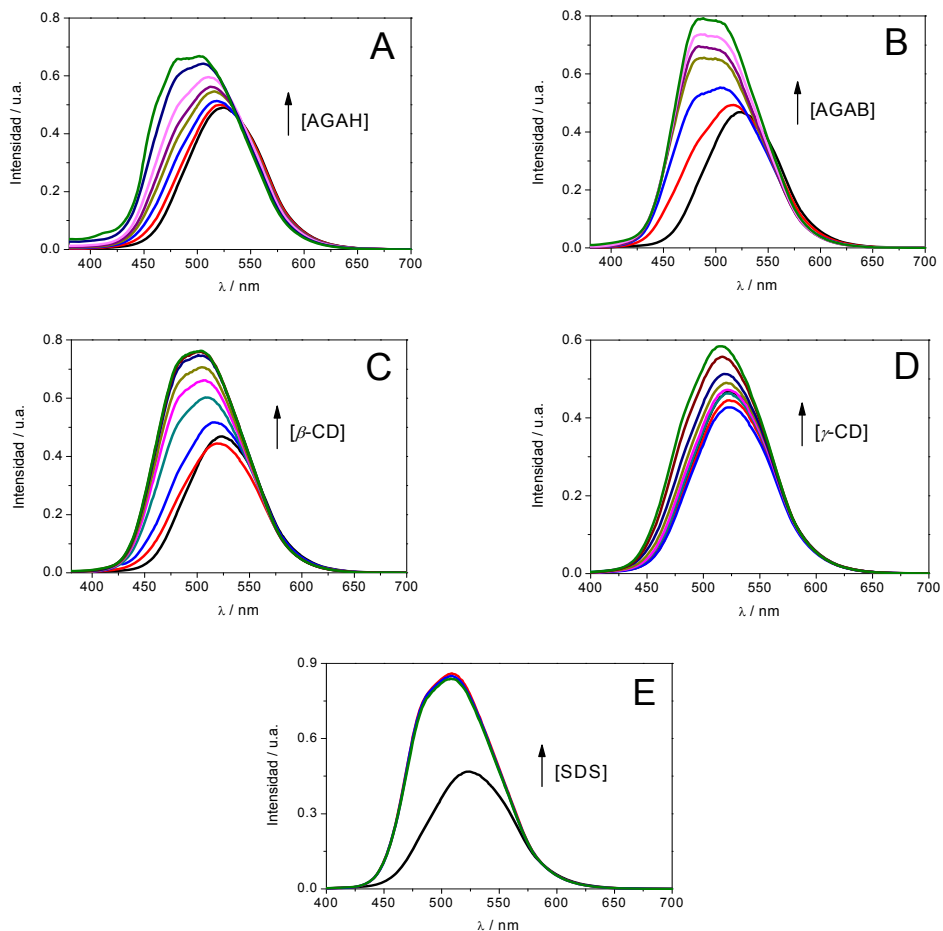 A
Intensidad / u.a.
0.8
0.6
0.4
0.2
0.0
[AGAH]
400 450 500 550 600 650 700
λ / nm
B
Intensidad / u.a.
0.8
0.6
0.4
0.2
0.0
[AGAB]
400 450 500 550 600 650 700
λ / nm
C
Intensidad / u.a.
0.8
0.6
0.4
0.2
0.0
[β-CD]
400 450 500 550 600 650 700
λ / nm
D
Intensidad / u.a.
0.6
0.4
0.2
0.0
[γ-CD]
400 450 500 550 600 650 700
λ / nm
E
Intensidad / u.a.
0.9
0.6
0.3
0.0
[SDS]
400 450 500 550 600 650 700
λ / nm